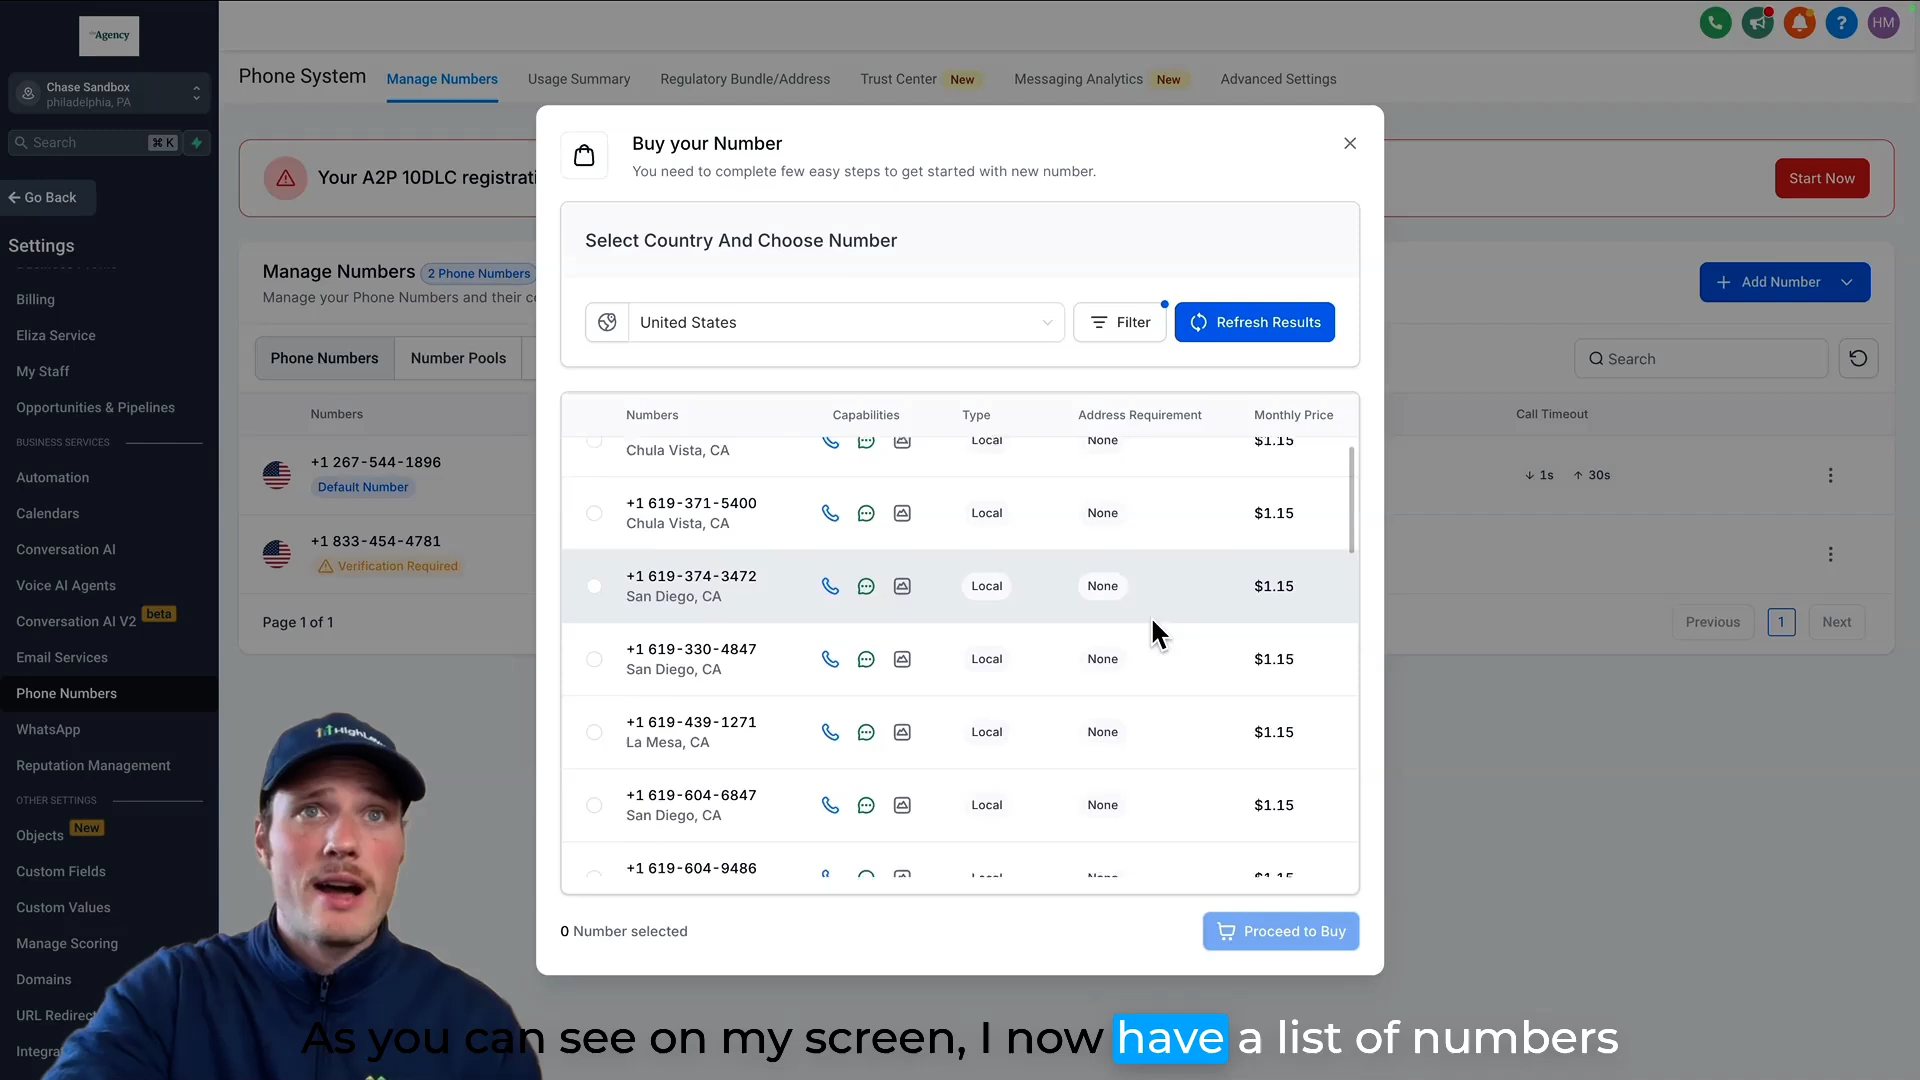 Agency
Chase Sandbox
philadelphia, PA
Search
⌘ K
Go Back
Settings
Billing
Eliza Service
My Staff
Opportunities & Pipelines
BUSINESS SERVICES
Automation
Calendars
Conversation AI
Voice AI Agents
Conversation AI V2 beta
Email Services
Phone Numbers
WhatsApp
Reputation Management
OTHER SETTINGS
Objects New
Custom Fields
Custom Values
Manage Scoring
Domains
URL Redirect
Integra
HM
Phone System
Manage Numbers
Usage Summary
Regulatory Bundle/Address
Trust Center New
Messaging Analytics New
Advanced Settings
Your A2P 10DLC registrati
Start Now
Manage Numbers 2 Phone Numbers
Manage your Phone Numbers and their c
Add Number
Phone Numbers
Number Pools
Search
Numbers
Call Timeout
+1 267-544-1896
Default Number
1s
30s
+1 833-454-4781
Verification Required
Page 1 of 1
Previous
1
Next
Buy your Number
You need to complete few easy steps to get started with new number.
Select Country And Choose Number
United States
Filter
Refresh Results
Numbers Capabilities Type Address Requirement Monthly Price
Chula Vista, CA
Local None $1.15
+1 619-371-5400
Chula Vista, CA
Local None $1.15
+1 619-374-3472
San Diego, CA
Local None $1.15
+1 619-330-4847
San Diego, CA
Local None $1.15
+1 619-439-1271
La Mesa, CA
Local None $1.15
+1 619-604-6847
San Diego, CA
Local None $1.15
+1 619-604-9486
Local None $1.15
0 Number selected
Proceed to Buy
As you can see on my screen, I now have a list of numbers